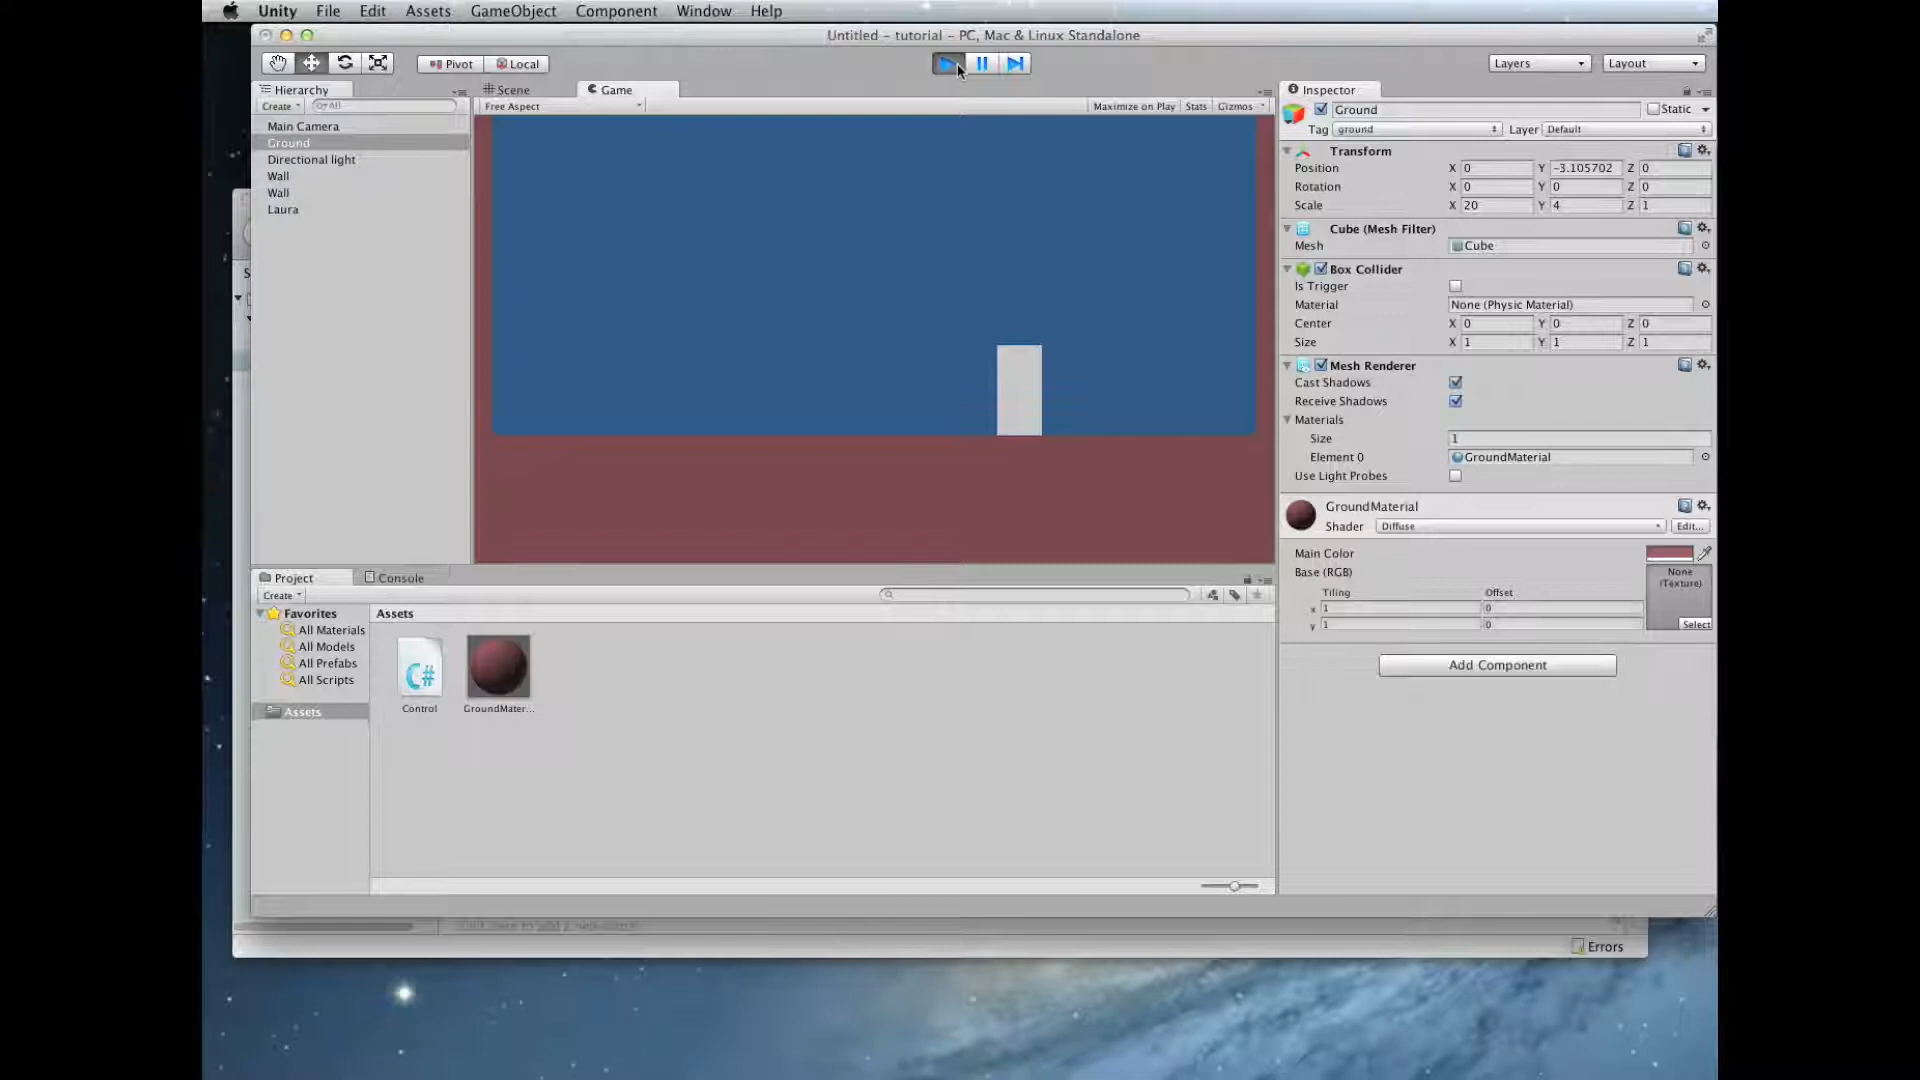 Unity File Edit Assets GameObject Component Window Help
Untitled - tutorial - PC, Mac & Linux Standalone
Pivot Local Layers Layout
Hierarchy
Create All
Main Camera
Ground
Directional light
Wall
Wall
Laura
Scene Game
Free Aspect Maximize on Play Stats Gizmos
Inspector
Ground Static
Tag ground Layer Default
Transform
Position X 0 Y -3.105702 Z 0
Rotation X 0 Y 0 Z 0
Scale X 20 Y 4 Z 1
Cube (Mesh Filter)
Mesh Cube
Box Collider
Is Trigger
Material None (Physic Material)
Center X 0 Y 0 Z 0
Size X 1 Y 1 Z 1
Mesh Renderer
Cast Shadows
Receive Shadows
Materials
Size 1
Element 0 GroundMaterial
Use Light Probes
GroundMaterial
Shader Diffuse Edit...
Main Color
Base (RGB)
None
(Texture)
Tiling Offset
x 1 0
y 1 0
Select
Add Component
Project Console
Create
Favorites
All Materials
All Models
All Prefabs
All Scripts
Assets
Assets
C#
Control
GroundMater...
Errors